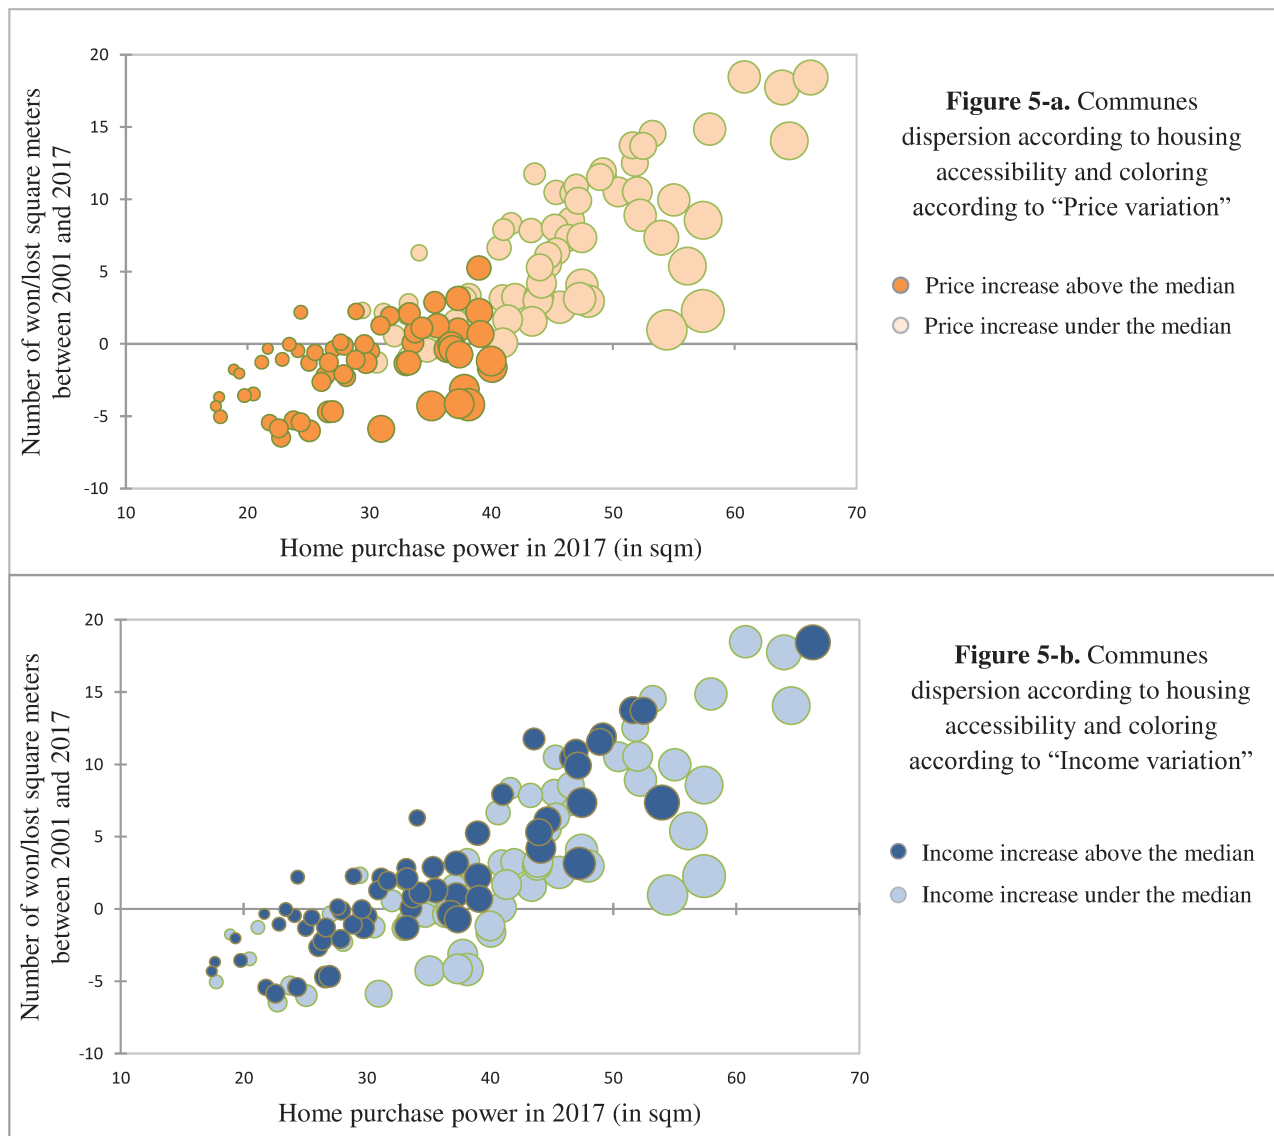 20
15
10
5
0
-5
-10
10 20 30 40 50 60 70
Number of won/lost square meters
between 2001 and 2017
Home purchase power in 2017 (in sqm)
Figure 5-a. Communes
dispersion according to housing
accessibility and coloring
according to “Price variation”
Price increase above the median
Price increase under the median
20
15
10
5
0
-5
-10
10 20 30 40 50 60 70
Number of won/lost square meters
between 2001 and 2017
Home purchase power in 2017 (in sqm)
Figure 5-b. Communes
dispersion according to housing
accessibility and coloring
according to “Income variation”
Income increase above the median
Income increase under the median